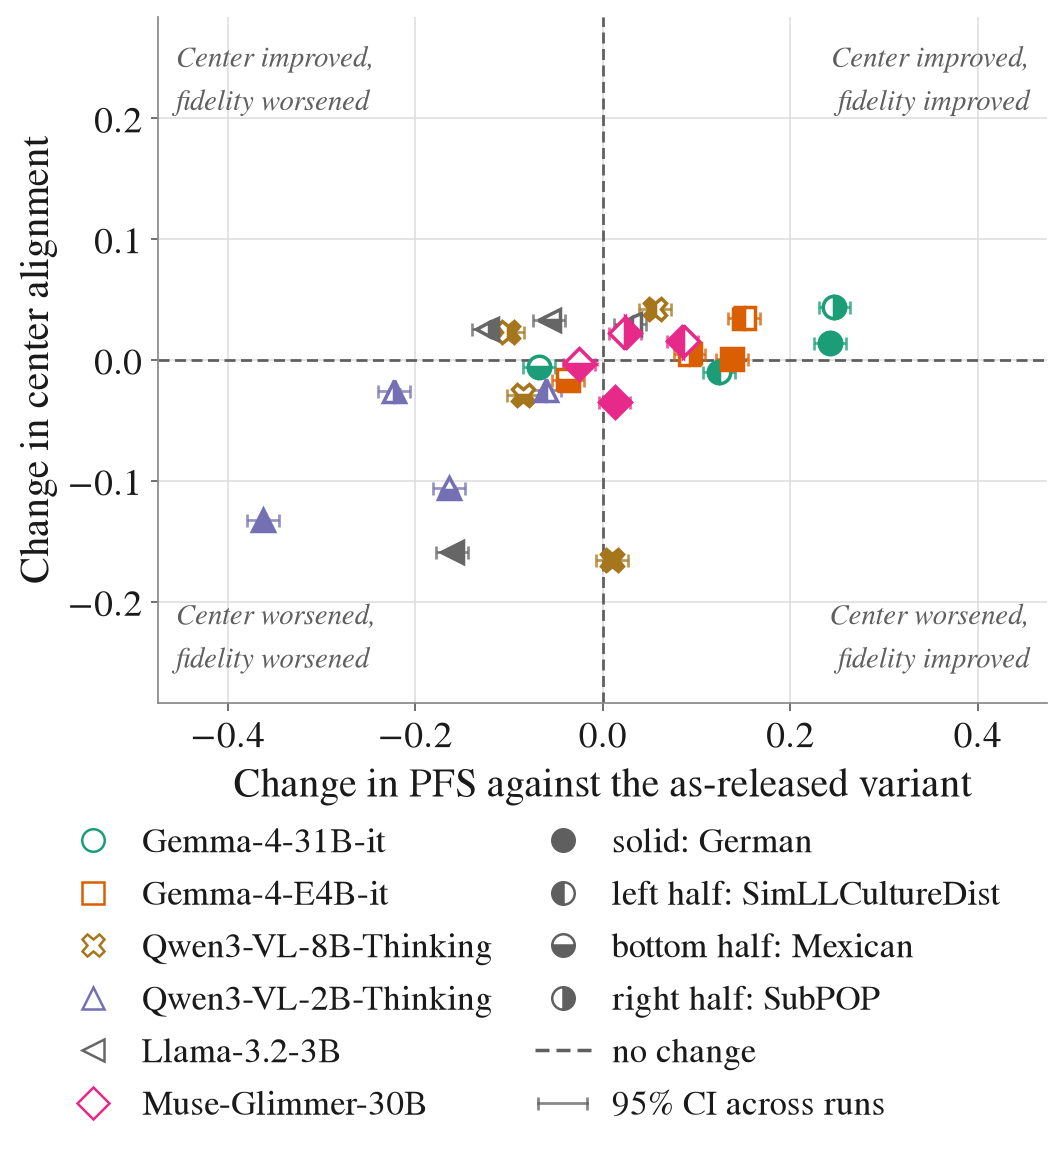 Center improved,
fidelity worsened
Center improved,
fidelity improved
0.2
0.1
0.0
−0.1
−0.2
Change in center alignment
Center worsened,
fidelity worsened
Center worsened,
fidelity improved
−0.4
−0.2
0.0
0.2
0.4
Change in PFS against the as-released variant
Gemma-4-31B-it
Gemma-4-E4B-it
Qwen3-VL-8B-Thinking
Qwen3-VL-2B-Thinking
Llama-3.2-3B
Muse-Glimmer-30B
solid: German
left half: SimLLCultureDist
bottom half: Mexican
right half: SubPOP
no change
95% CI across runs